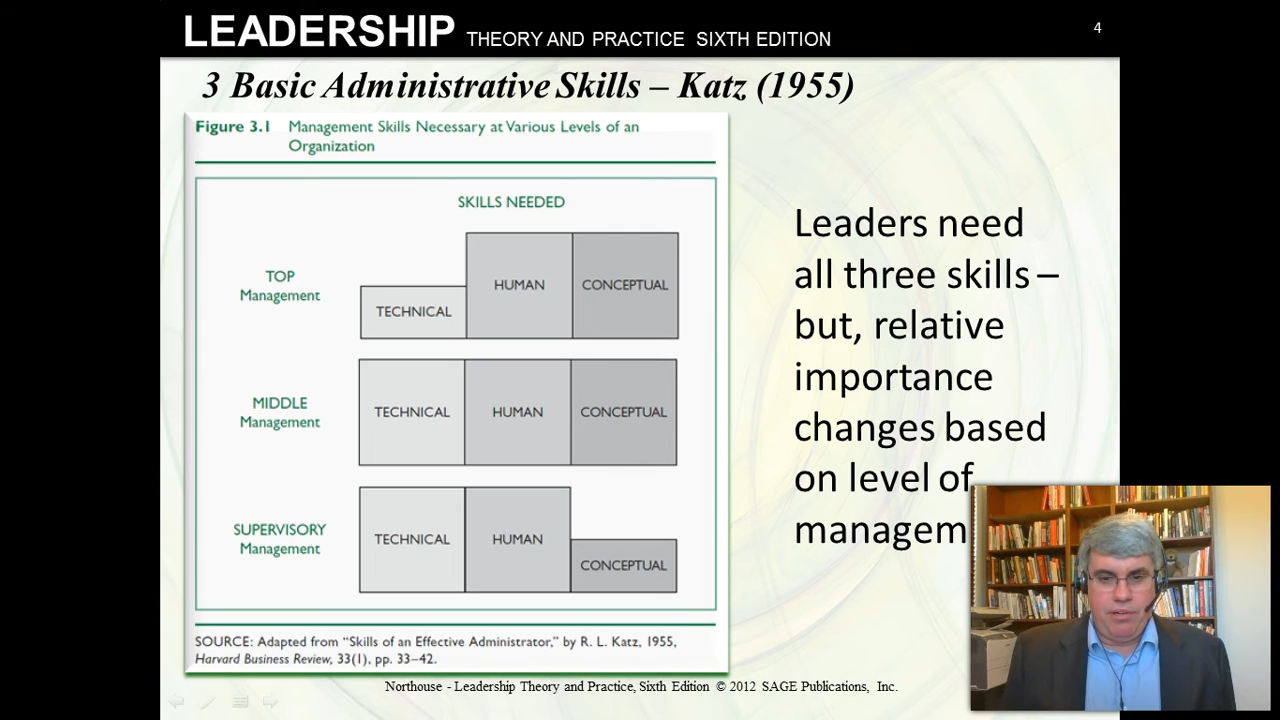 LEADERSHIP THEORY AND PRACTICE SIXTH EDITION
4
3 Basic Administrative Skills – Katz (1955)
Figure 3.1 Management Skills Necessary at Various Levels of an
Organization
SKILLS NEEDED
TOP
Management
TECHNICAL
HUMAN
CONCEPTUAL
MIDDLE
Management
TECHNICAL
HUMAN
CONCEPTUAL
SUPERVISORY
Management
TECHNICAL
HUMAN
CONCEPTUAL
SOURCE: Adapted from “Skills of an Effective Administrator,” by R. L. Katz, 1955,
Harvard Business Review, 33(1), pp. 33–42.
Leaders need
all three skills –
but, relative
importance
changes based
on level of
managem
Northouse - Leadership Theory and Practice, Sixth Edition © 2012 SAGE Publications, Inc.